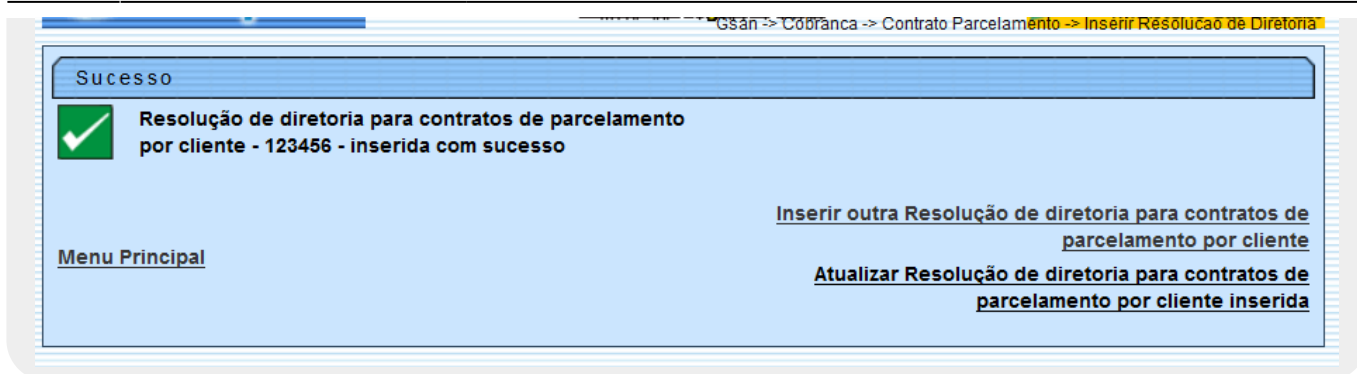 Gsan -> Cobranca -> Contrato Parcelamento -> Inserir Resolucao de Diretoria
Sucesso
Resolução de diretoria para contratos de parcelamento
por cliente - 123456 - inserida com sucesso
Inserir outra Resolução de diretoria para contratos de
parcelamento por cliente
Menu Principal
Atualizar Resolução de diretoria para contratos de
parcelamento por cliente inserida